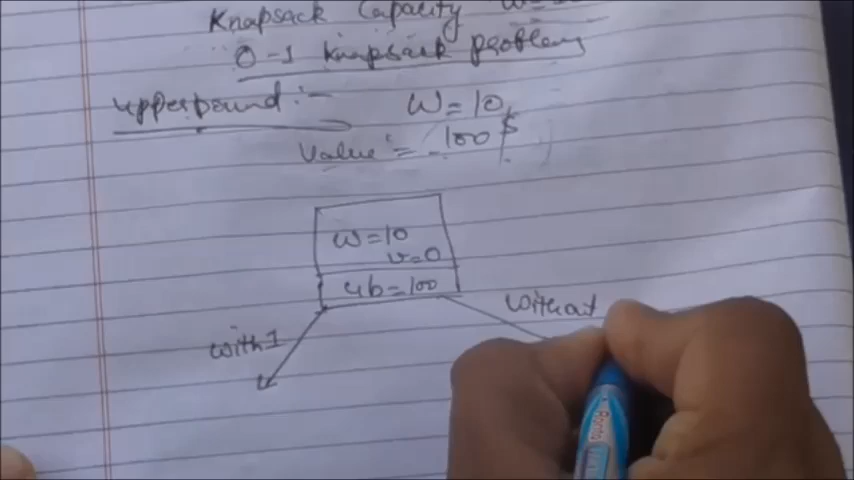 Knapsack Capacity W=
0-1 Knapsack problem
upperbound:- W=10
Value = 100$
W=10
v=0
ub=100
without
with 1